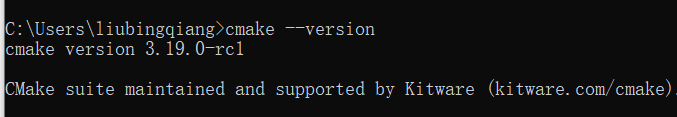 C:\Users\liubingqiang>cmake --version
cmake version 3.19.0-rc1
CMake suite maintained and supported by Kitware (kitware.com/cmake).